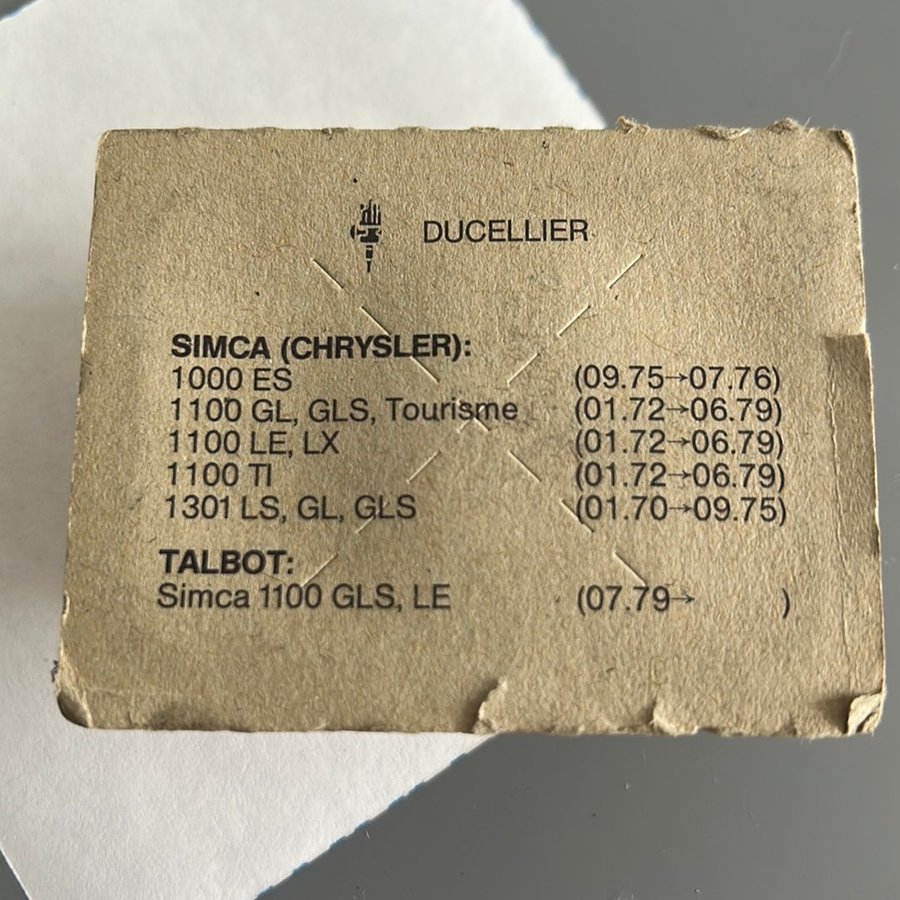 DUCELLIER
SIMCA (CHRYSLER):
1000 ES (09.75→07.76)
1100 GL, GLS, Tourisme (01.72→06.79)
1100 LE, LX (01.72→06.79)
1100 TI (01.72→06.79)
1301 LS, GL, GLS (01.70→09.75)
TALBOT:
Simca 1100 GLS, LE (07.79→ )